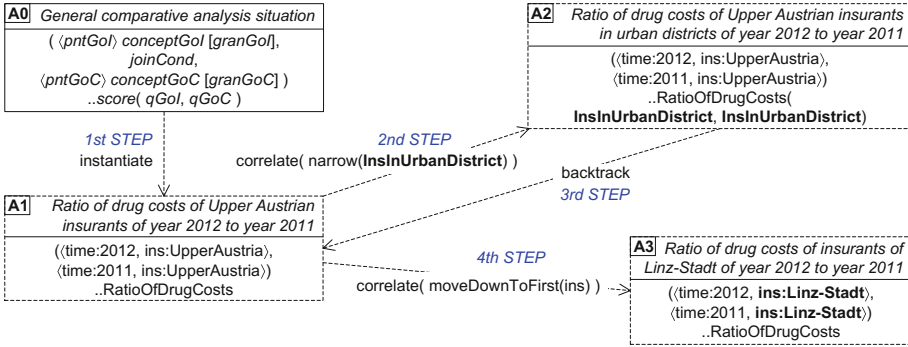 A0 General comparative analysis situation
( ⟨pntGoI⟩ conceptGoI [granGoI],
joinCond,
⟨pntGoC⟩ conceptGoC [granGoC] )
..score( qGoI, qGoC )
A2 Ratio of drug costs of Upper Austrian insurants
in urban districts of year 2012 to year 2011
(⟨time:2012, ins:UpperAustria⟩,
⟨time:2011, ins:UpperAustria⟩)
..RatioOfDrugCosts(
InsInUrbanDistrict, InsInUrbanDistrict)
1st STEP
instantiate
2nd STEP
correlate( narrow(InsInUrbanDistrict) )
backtrack
3rd STEP
A1 Ratio of drug costs of Upper Austrian
insurants of year 2012 to year 2011
(⟨time:2012, ins:UpperAustria⟩,
⟨time:2011, ins:UpperAustria⟩)
..RatioOfDrugCosts
4th STEP
correlate( moveDownToFirst(ins) )
A3 Ratio of drug costs of insurants of
Linz-Stadt of year 2012 to year 2011
(⟨time:2012, ins:Linz-Stadt⟩,
⟨time:2011, ins:Linz-Stadt⟩)
..RatioOfDrugCosts